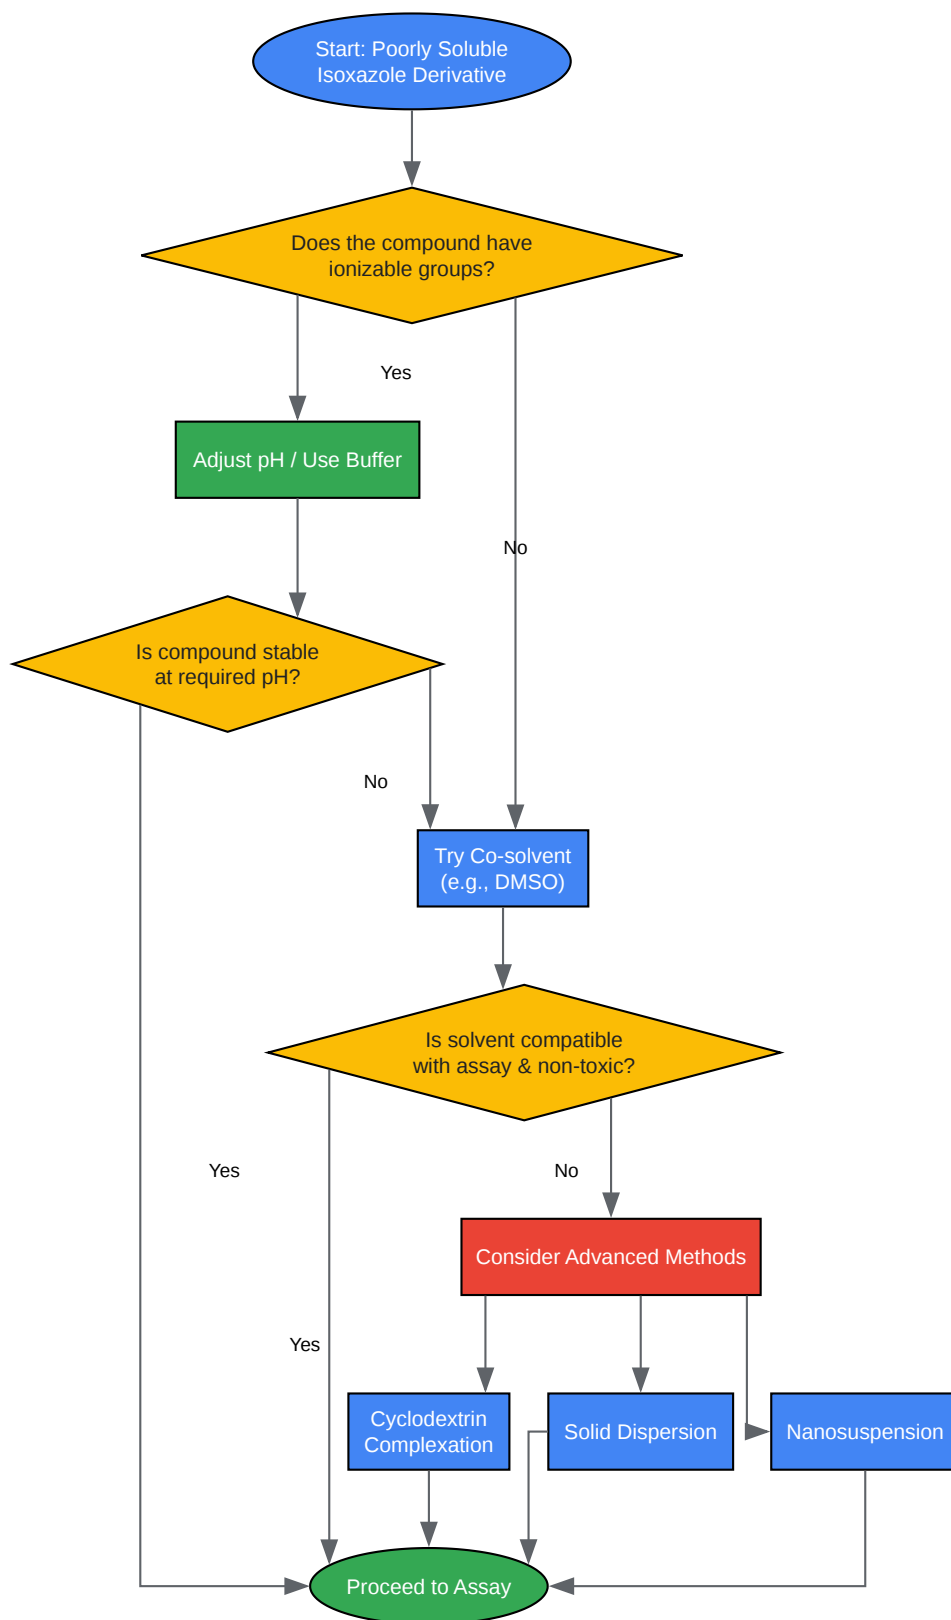 Start: Poorly Soluble
Isoxazole Derivative
Does the compound have
ionizable groups?
Yes
Adjust pH / Use Buffer
No
Is compound stable
at required pH?
No
Try Co-solvent
(e.g., DMSO)
Is solvent compatible
with assay & non-toxic?
Yes
No
Consider Advanced Methods
Yes
Cyclodextrin
Complexation
Solid Dispersion
Nanosuspension
Proceed to Assay